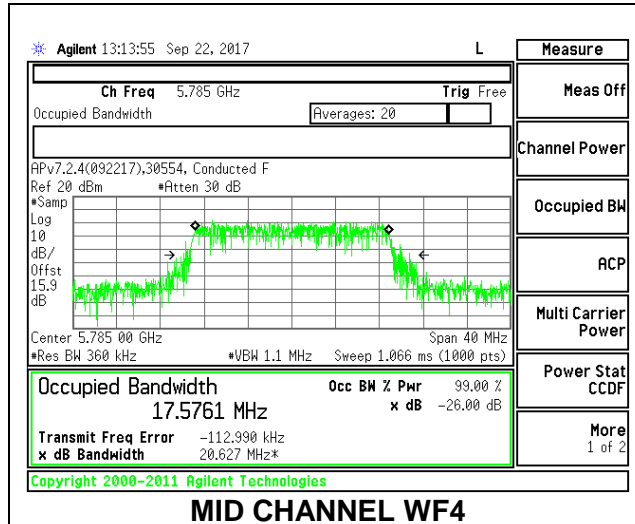 Agilent 13:13:55 Sep 22, 2017 L Measure
Ch Freq 5.785 GHz Trig Free
Meas Off
Occupied Bandwidth Averages: 20
Channel Power
APv7.2.4(092217),30554, Conducted F
Ref 20 dBm #Atten 30 dB
#Samp
Log
10
dB/
Offst
15.9
dB
Occupied BW
ACP
Center 5.785 00 GHz Span 40 MHz
#Res BW 360 kHz #VBW 1.1 MHz Sweep 1.066 ms (1000 pts)
Multi Carrier
Power
Occupied Bandwidth Occ BW % Pwr 99.00 %
17.5761 MHz x dB -26.00 dB
Power Stat
CCDF
Transmit Freq Error -112.990 kHz
x dB Bandwidth 20.627 MHz*
More
1 of 2
Copyright 2000-2011 Agilent Technologies
MID CHANNEL WF4